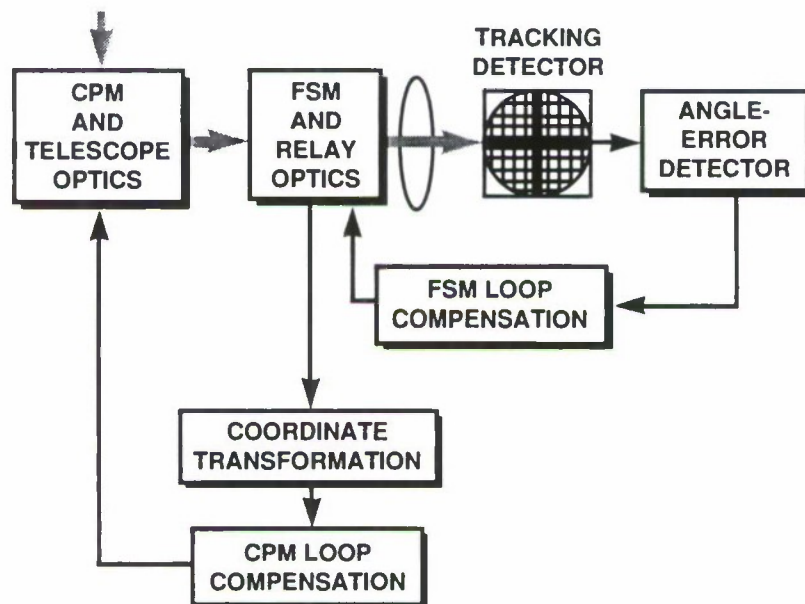 CPM
AND
TELESCOPE
OPTICS
FSM
AND
RELAY
OPTICS
TRACKING
DETECTOR
ANGLE-
ERROR
DETECTOR
FSM LOOP
COMPENSATION
COORDINATE
TRANSFORMATION
CPM LOOP
COMPENSATION